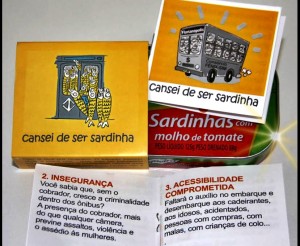 cansei de ser sardinha
cansei de ser sardinha
Sardinhas com
molho de tomate
2. INSEGURANÇA
Você sabia que, sem o
cobrador, cresce a criminalidade
dentro dos ônibus?
A presença do cobrador, mais
do que qualquer câmera,
previne assaltos, violência e
o assédio às mulheres.
3. ACESSIBILIDADE
COMPROMETIDA
Faltará o auxílio no embarque e
desembarque aos cadeirantes,
aos idosos, acidentados,
pessoas com compras, com
malas, com crianças de colo...